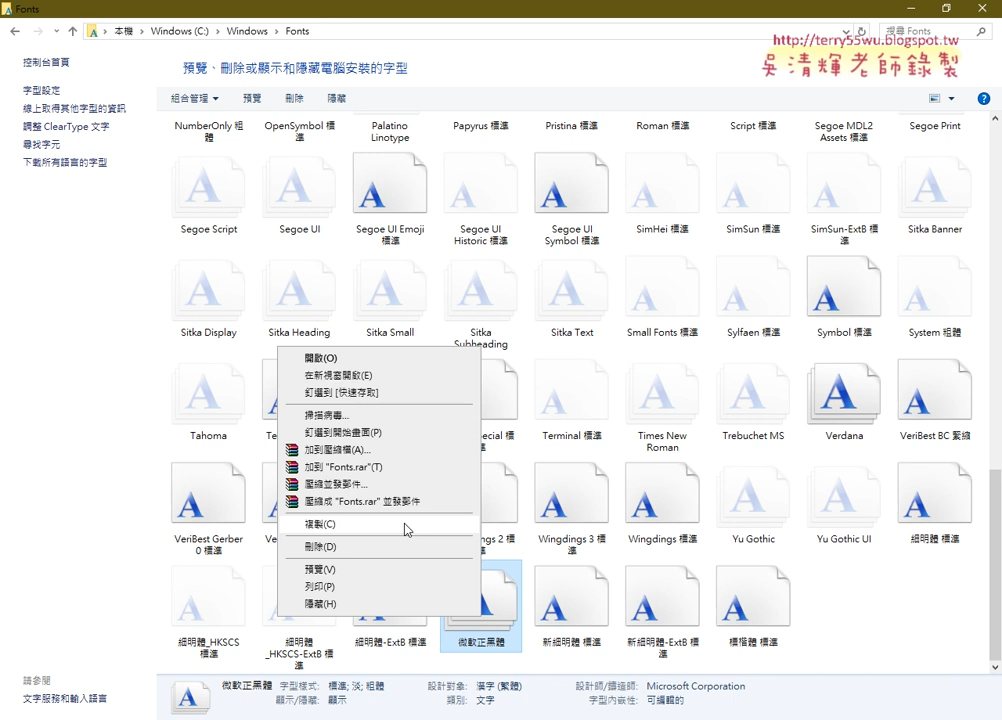 Fonts
本機 > Windows (C:) > Windows > Fonts
搜尋 Fonts
http://terry55wu.blogspot.tw
吳清輝老師錄製
控制台首頁
字型設定
線上取得其他字型的資訊
調整 ClearType 文字
尋找字元
下載所有語言的字型
預覽、刪除或顯示和隱藏電腦安裝的字型
組合管理 預覽 刪除 隱藏
NumberOnly 粗體
OpenSymbol 標準
Palatino Linotype
Papyrus 標準
Pristina 標準
Roman 標準
Script 標準
Segoe MDL2 Assets 標準
Segoe Print
Segoe Script
Segoe UI
Segoe UI Emoji 標準
Segoe UI Historic 標準
Segoe UI Symbol 標準
SimHei 標準
SimSun 標準
SimSun-ExtB 標準
Sitka Banner
Sitka Display
Sitka Heading
Sitka Small
Sitka Subheading
Sitka Text
Small Fonts 標準
Sylfaen 標準
Symbol 標準
System 粗體
Tahoma
Te
ecial 標準
Terminal 標準
Times New Roman
Trebuchet MS
Verdana
VeriBest BC 緊縮
VeriBest Gerber 0 標準
Ve
dings 2 標準
Wingdings 3 標準
Wingdings 標準
Yu Gothic
Yu Gothic UI
細明體 標準
細明體_HKSCS 標準
細明體_HKSCS-ExtB 標準
細明體-ExtB 標準
微軟正黑體
新細明體 標準
新細明體-ExtB 標準
標楷體 標準
開啟(O)
在新視窗開啟(E)
釘選到 [快速存取]
掃描病毒...
釘選到開始畫面(P)
加到壓縮檔(A)...
加到 "Fonts.rar"(T)
壓縮並發郵件...
壓縮成 "Fonts.rar" 並發郵件
複製(C)
刪除(D)
預覽(V)
列印(P)
隱藏(H)
請參閱
文字服務和輸入語言
微軟正黑體 字型樣式: 標準; 淡; 粗體 設計對象: 漢字 (繁體) 設計師/鑄造師: Microsoft Corporation
顯示/隱藏: 顯示 類別: 文字 字型內嵌性: 可編輯的